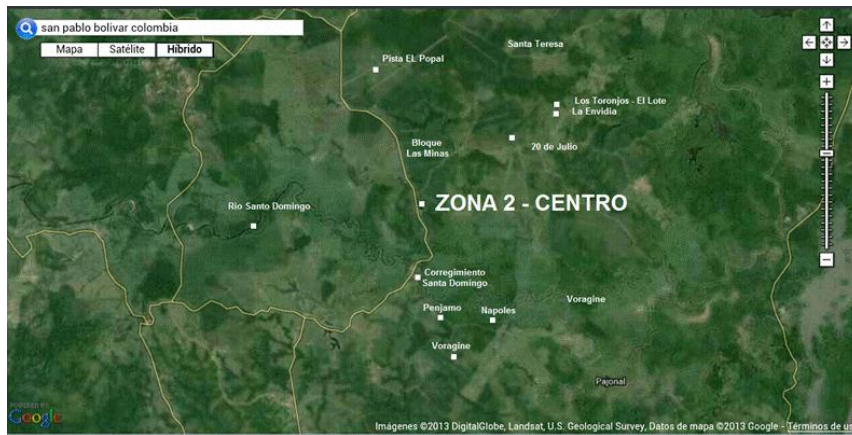 san pablo bolivar colombia
Mapa Satélite Híbrido
Santa Teresa
Pista EL Popal
Los Toronjos - El Lote
La Envidia
Bloque
Las Minas
20 de Julio
ZONA 2 - CENTRO
Rio Santo Domingo
Corregimiento
Santa Domingo
Voragine
Penjamo
Napoles
Voragine
Pajonal
POWERED BY
Google
Imágenes ©2013 DigitalGlobe, Landsat, U.S. Geological Survey, Datos de mapa ©2013 Google - Términos de us